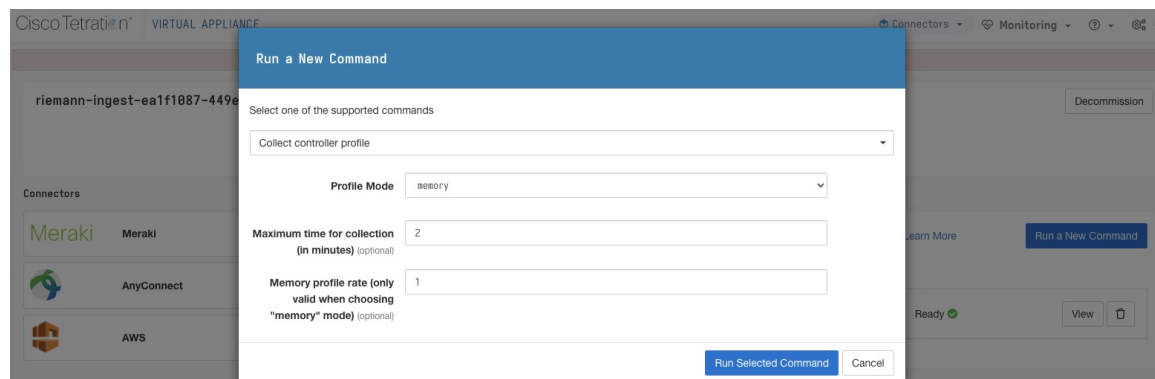 Cisco Tetration™ VIRTUAL APPLIANCE
Connectors Monitoring
Run a New Command
riemann-ingest-ea1f1087-449e
Decommission
Select one of the supported commands
Collect controller profile
Connectors
Profile Mode memory
Meraki Meraki
Maximum time for collection
(in minutes) (optional)
2
Learn More
Run a New Command
AnyConnect
Memory profile rate (only
valid when choosing
"memory" mode) (optional)
1
Ready
View
AWS
Run Selected Command
Cancel